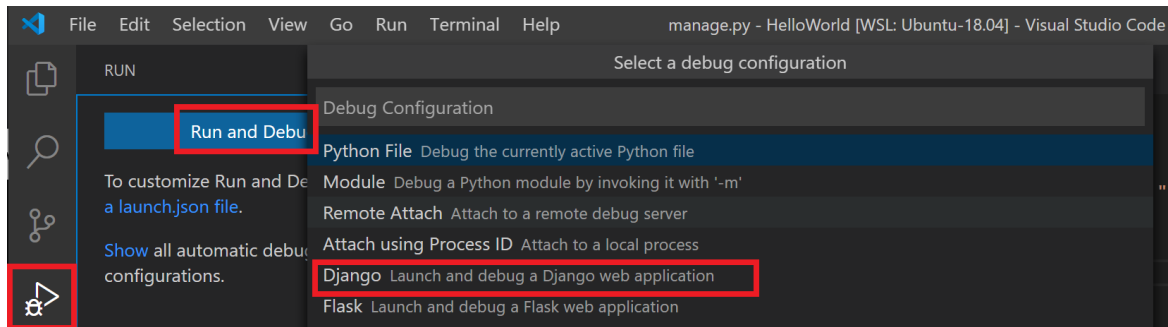 File Edit Selection View Go Run Terminal Help manage.py - HelloWorld [WSL: Ubuntu-18.04] - Visual Studio Code
RUN
Select a debug configuration
Debug Configuration
Run and Debu
Python File Debug the currently active Python file
To customize Run and De
Module Debug a Python module by invoking it with '-m'
a launch.json file.
Remote Attach Attach to a remote debug server
Show all automatic debug
Attach using Process ID Attach to a local process
configurations.
Django Launch and debug a Django web application
Flask Launch and debug a Flask web application
"